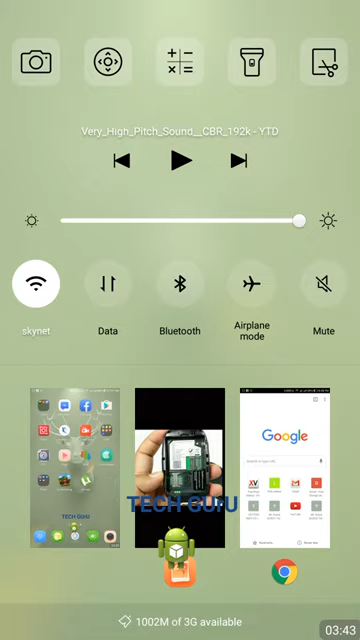 Very_High_Pitch_Sound__CBR_192k - YTD
skynet
Data
Bluetooth
Airplane
mode
Mute
TECH GUrU
Google
TECH GUrU
1002M of 3G available
03:43